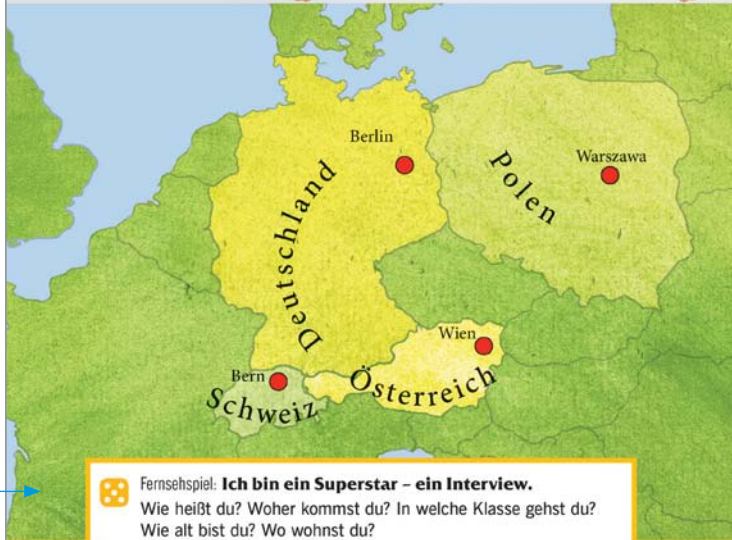 Berlin
Warszawa
Deutschland
Polen
Wien
Bern
Österreich
Schweiz
Fernsehspiel: Ich bin ein Superstar – ein Interview.
Wie heißt du? Woher kommst du? In welche Klasse gehst du?
Wie alt bist du? Wo wohnst du?